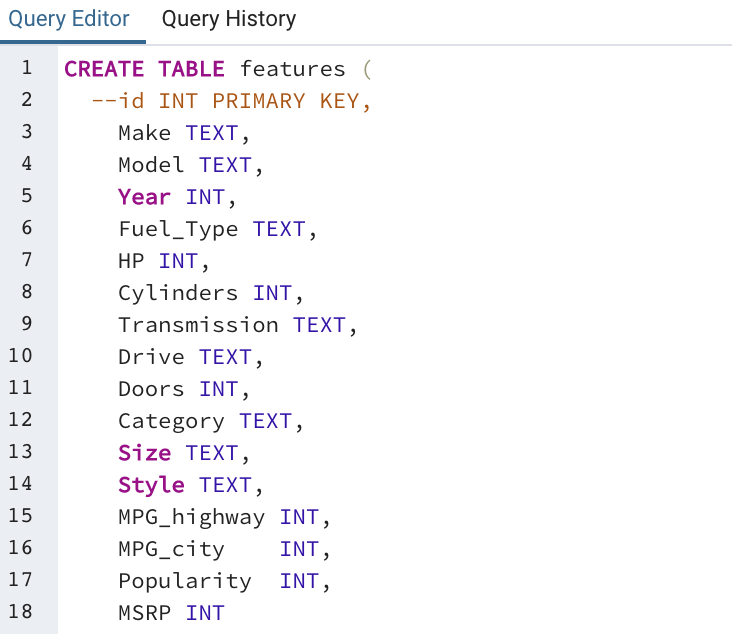 Query Editor Query History
1 CREATE TABLE features (
2 --id INT PRIMARY KEY,
3 Make TEXT,
4 Model TEXT,
5 Year INT,
6 Fuel_Type TEXT,
7 HP INT,
8 Cylinders INT,
9 Transmission TEXT,
10 Drive TEXT,
11 Doors INT,
12 Category TEXT,
13 Size TEXT,
14 Style TEXT,
15 MPG_highway INT,
16 MPG_city    INT,
17 Popularity  INT,
18 MSRP INT